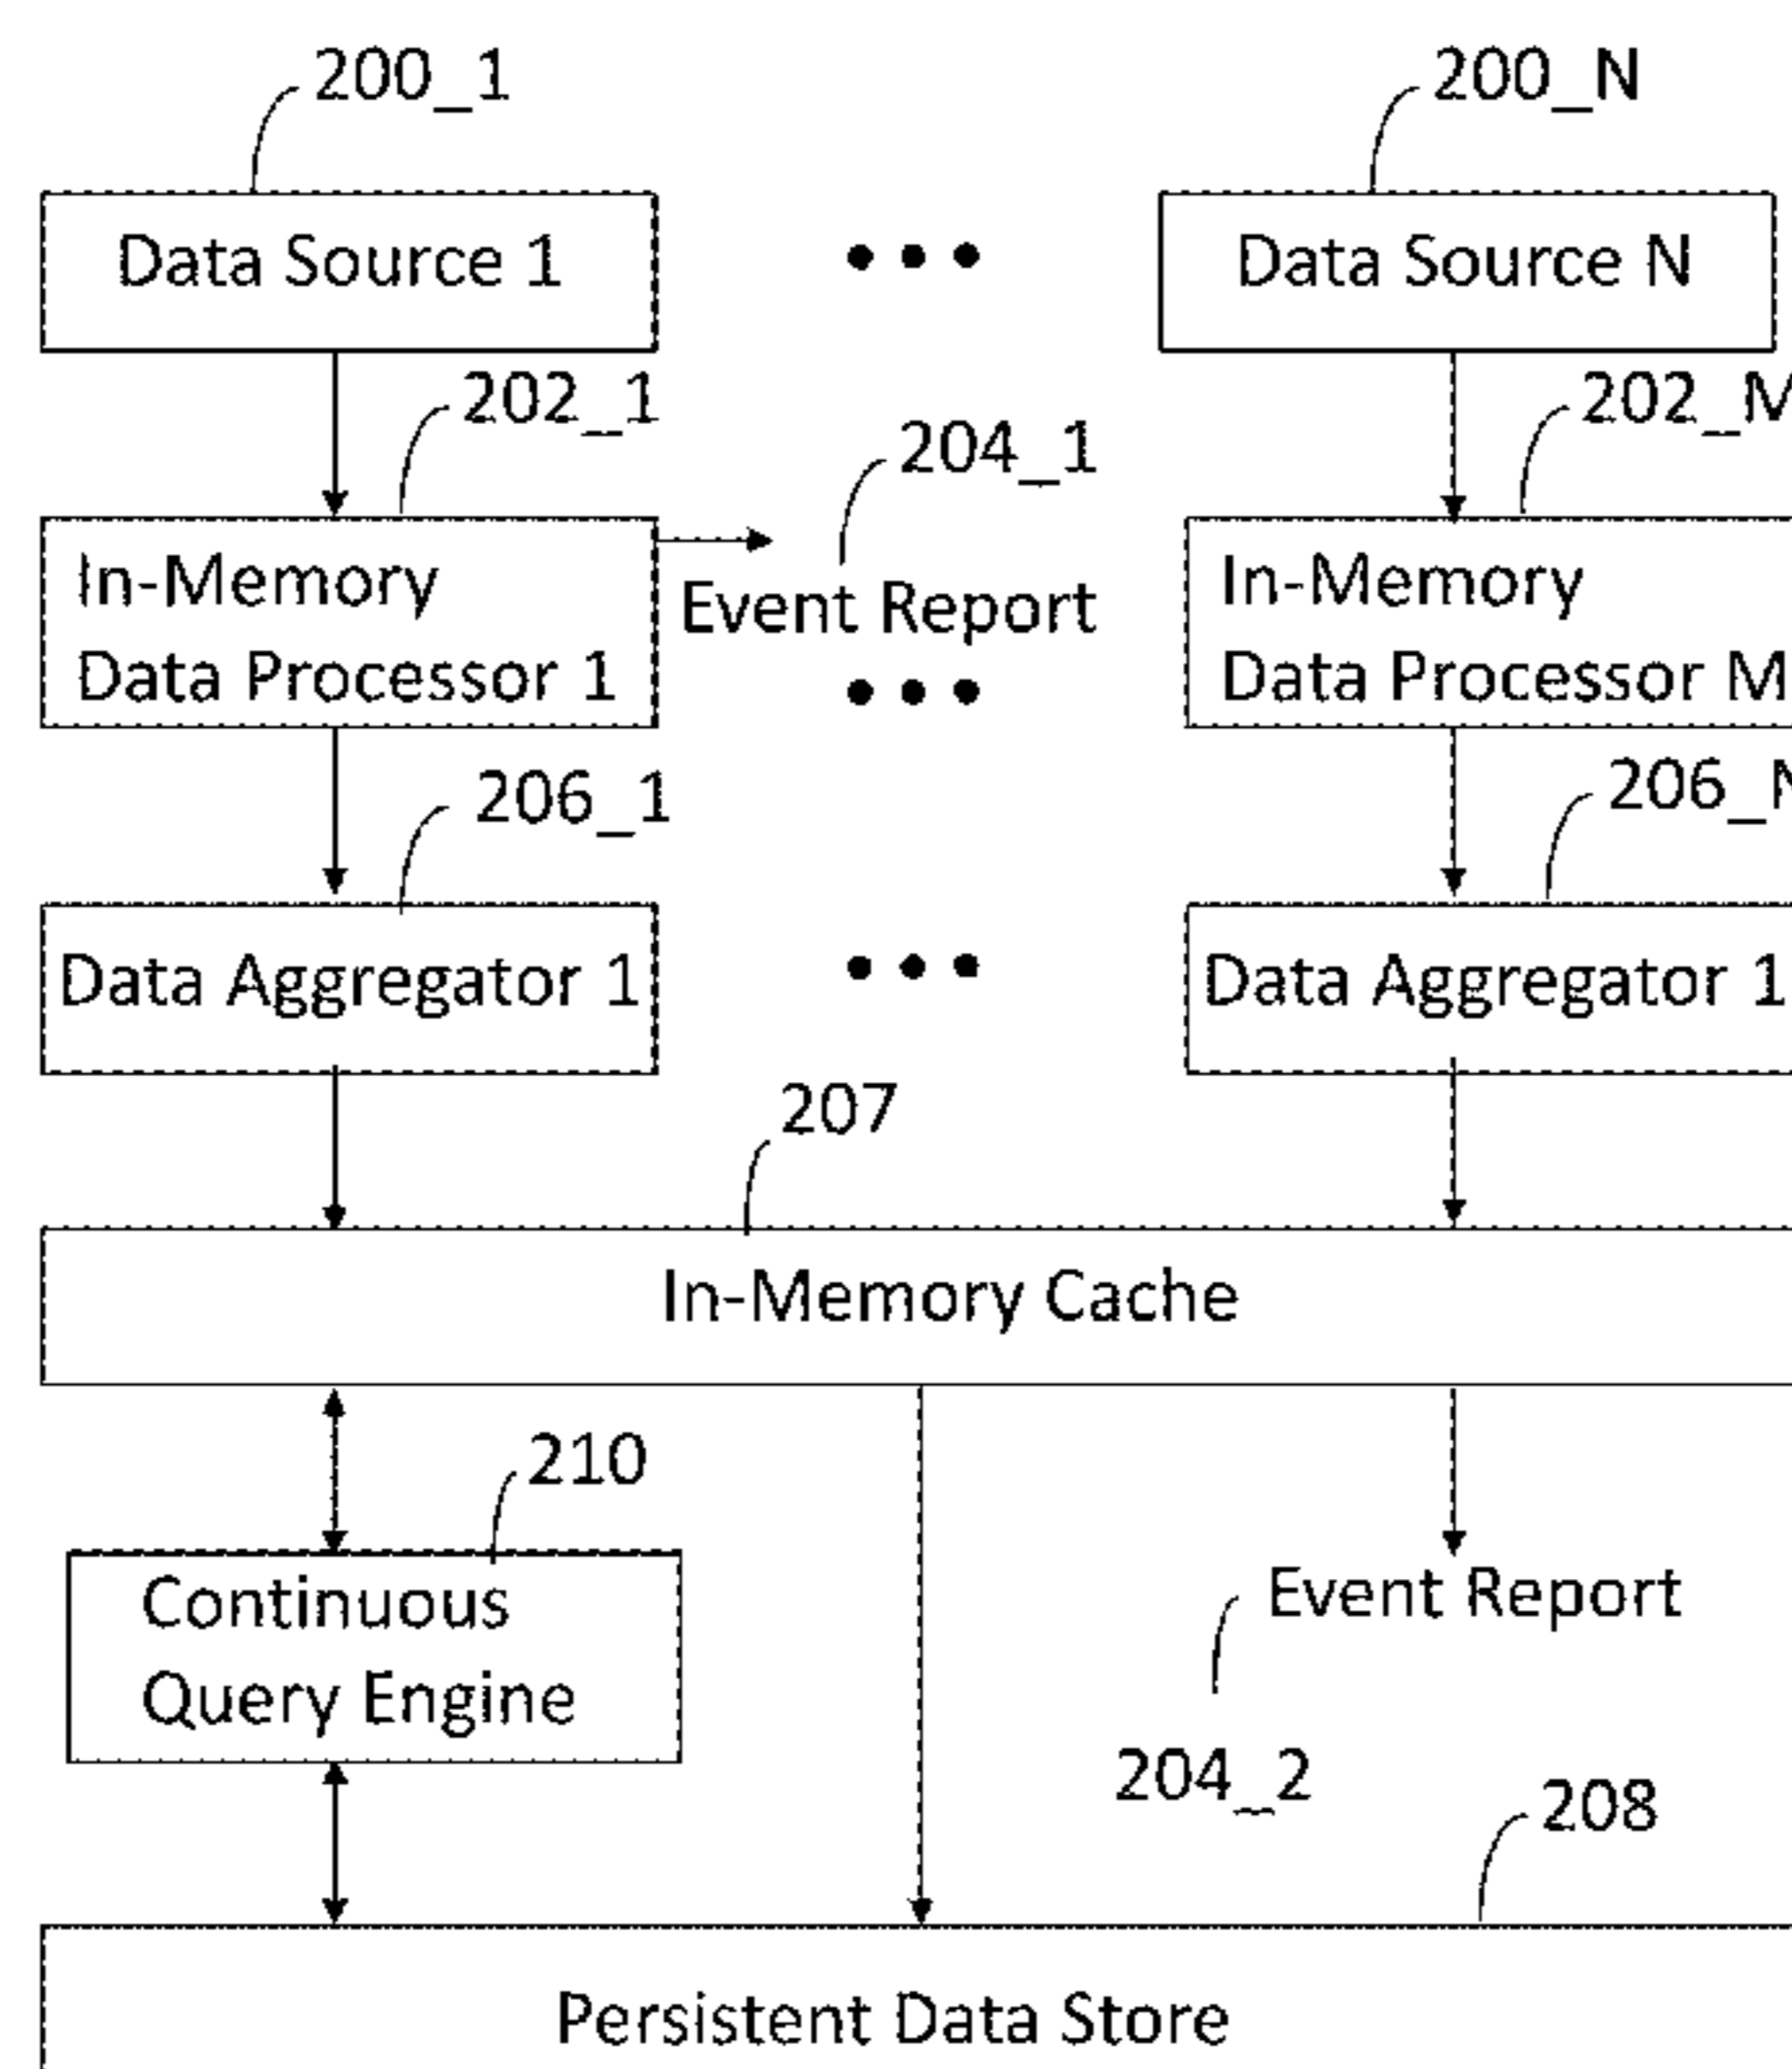 200_1
200_N
Data Source 1
Data Source N
202_1
202_M
204_1
In-Memory
Data Processor 1
Event Report
In-Memory
Data Processor M
206_1
Data Aggregator 1
Data Aggregator 1
207
In-Memory Cache
210
Continuous
Query Engine
Event Report
204_2
208
Persistent Data Store